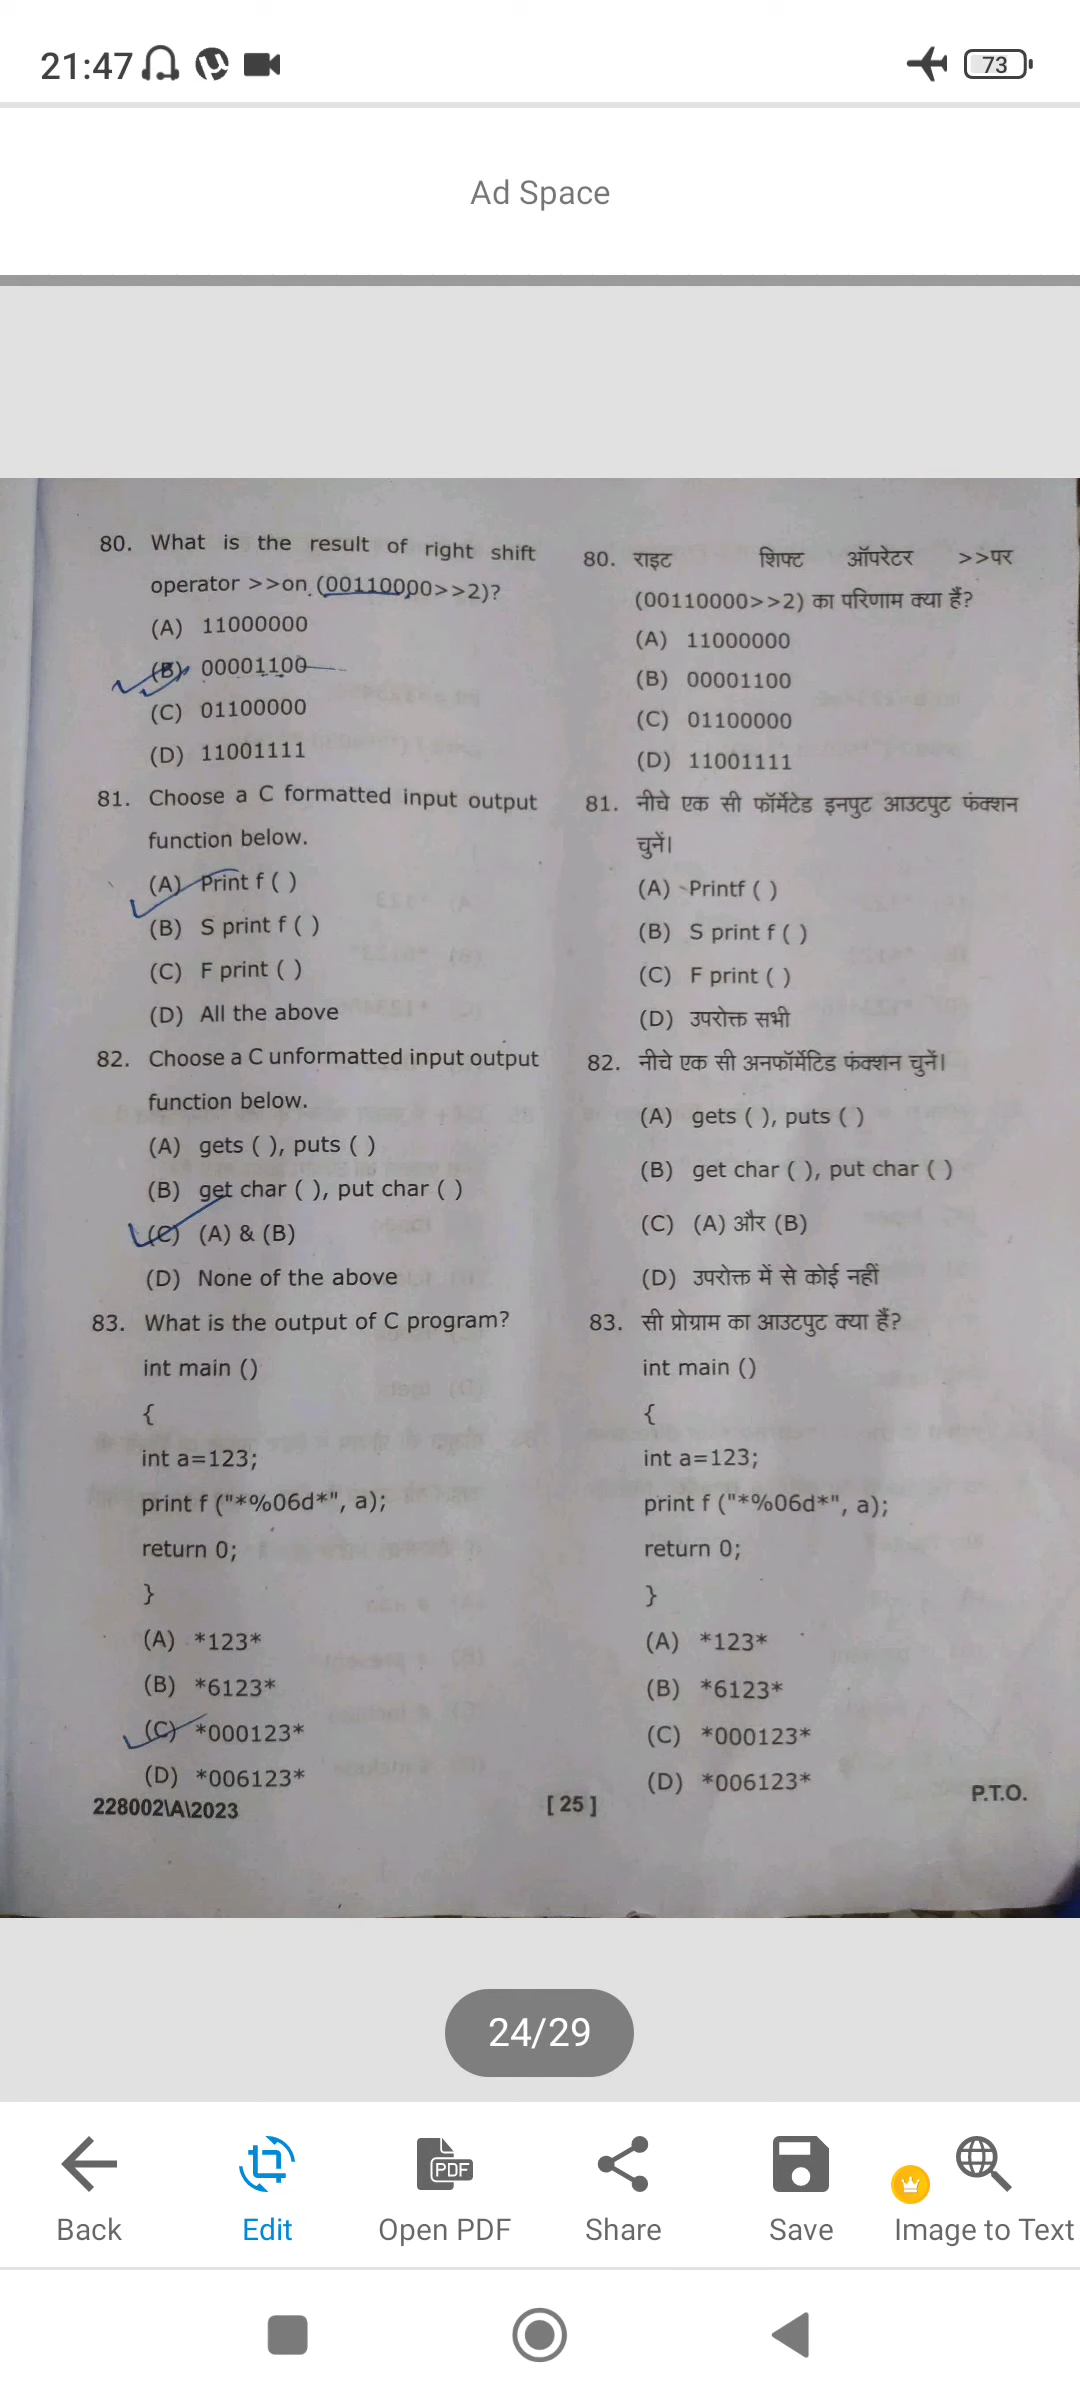 21:47
73
Ad Space
80. What is the result of right shift
operator >>on (00110000>>2)?
(A) 11000000
(B) 00001100
(C) 01100000
(D) 11001111
81. Choose a C formatted input output
function below.
(A) Print f ( )
(B) S print f ( )
(C) F print ( )
(D) All the above
82. Choose a C unformatted input output
function below.
(A) gets ( ), puts ( )
(B) get char ( ), put char ( )
(C) (A) & (B)
(D) None of the above
83. What is the output of C program?
int main ()
{
int a=123;
print f ("*%06d*", a);
return 0;
}
(A) *123*
(B) *6123*
(C) *000123*
(D) *006123*
80. राइट शिफ्ट ऑपरेटर >>पर
(00110000>>2) का परिणाम क्या हैं?
(A) 11000000
(B) 00001100
(C) 01100000
(D) 11001111
81. नीचे एक सी फॉर्मेटेड इनपुट आउटपुट फंक्शन
चुनें।
(A) Printf ( )
(B) S print f ( )
(C) F print ( )
(D) उपरोक्त सभी
82. नीचे एक सी अनफॉर्मेटिड फंक्शन चुनें।
(A) gets ( ), puts ( )
(B) get char ( ), put char ( )
(C) (A) और (B)
(D) उपरोक्त में से कोई नहीं
83. सी प्रोग्राम का आउटपुट क्या हैं?
int main ()
{
int a=123;
print f ("*%06d*", a);
return 0;
}
(A) *123*
(B) *6123*
(C) *000123*
(D) *006123*
228002\A\2023
[ 25 ]
P.T.O.
24/29
PDF
Back
Edit
Open PDF
Share
Save
Image to Text